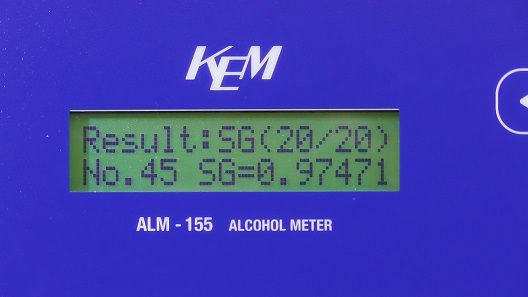 KEM
Result:SG(20/20)
No.45 SG=0.97471
ALM - 155 ALCOHOL METER